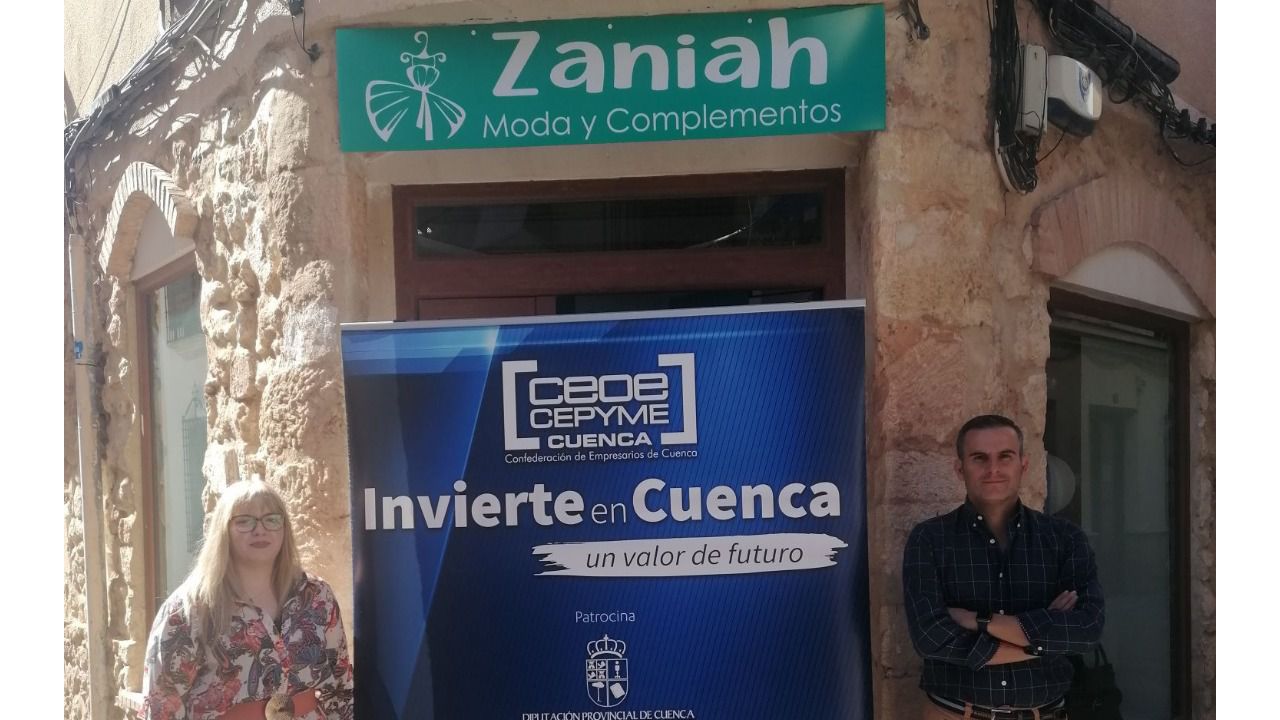 Zaniah
Moda y Complementos
ceoe
CEPYME
CUENCA
Confederación de Empresarios de Cuenca
Invierte en Cuenca
un valor de futuro
Patrocina
DIPUTACIÓN PROVINCIAL DE CUENCA